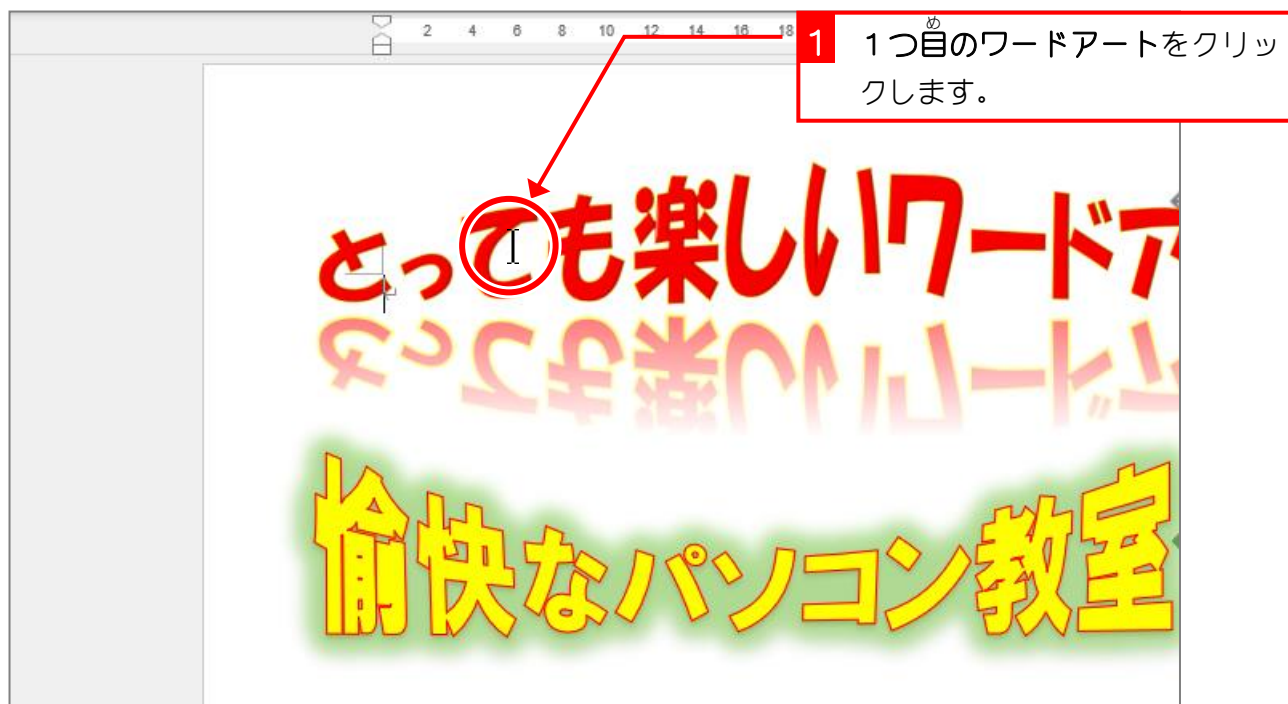 2 4 6 8 10 12 14 16 18
1 1つ目のワードアートをクリッ
クします。
め
とっても楽しいワードア
愉快なパソコン教室